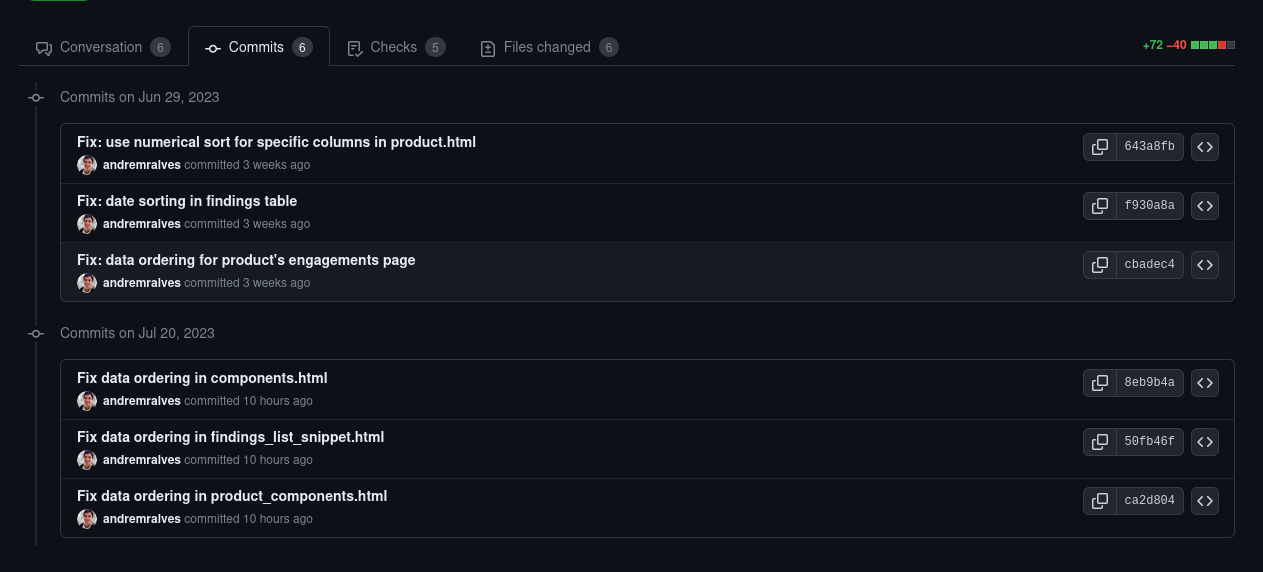 Conversation 6 Commits 6 Checks 5 Files changed 6 +72 −40
Commits on Jun 29, 2023
Fix: use numerical sort for specific columns in product.html
andremralves committed 3 weeks ago
643a8fb
Fix: date sorting in findings table
andremralves committed 3 weeks ago
f930a8a
Fix: data ordering for product's engagements page
andremralves committed 3 weeks ago
cbadec4
Commits on Jul 20, 2023
Fix data ordering in components.html
andremralves committed 10 hours ago
8eb9b4a
Fix data ordering in findings_list_snippet.html
andremralves committed 10 hours ago
50fb46f
Fix data ordering in product_components.html
andremralves committed 10 hours ago
ca2d804